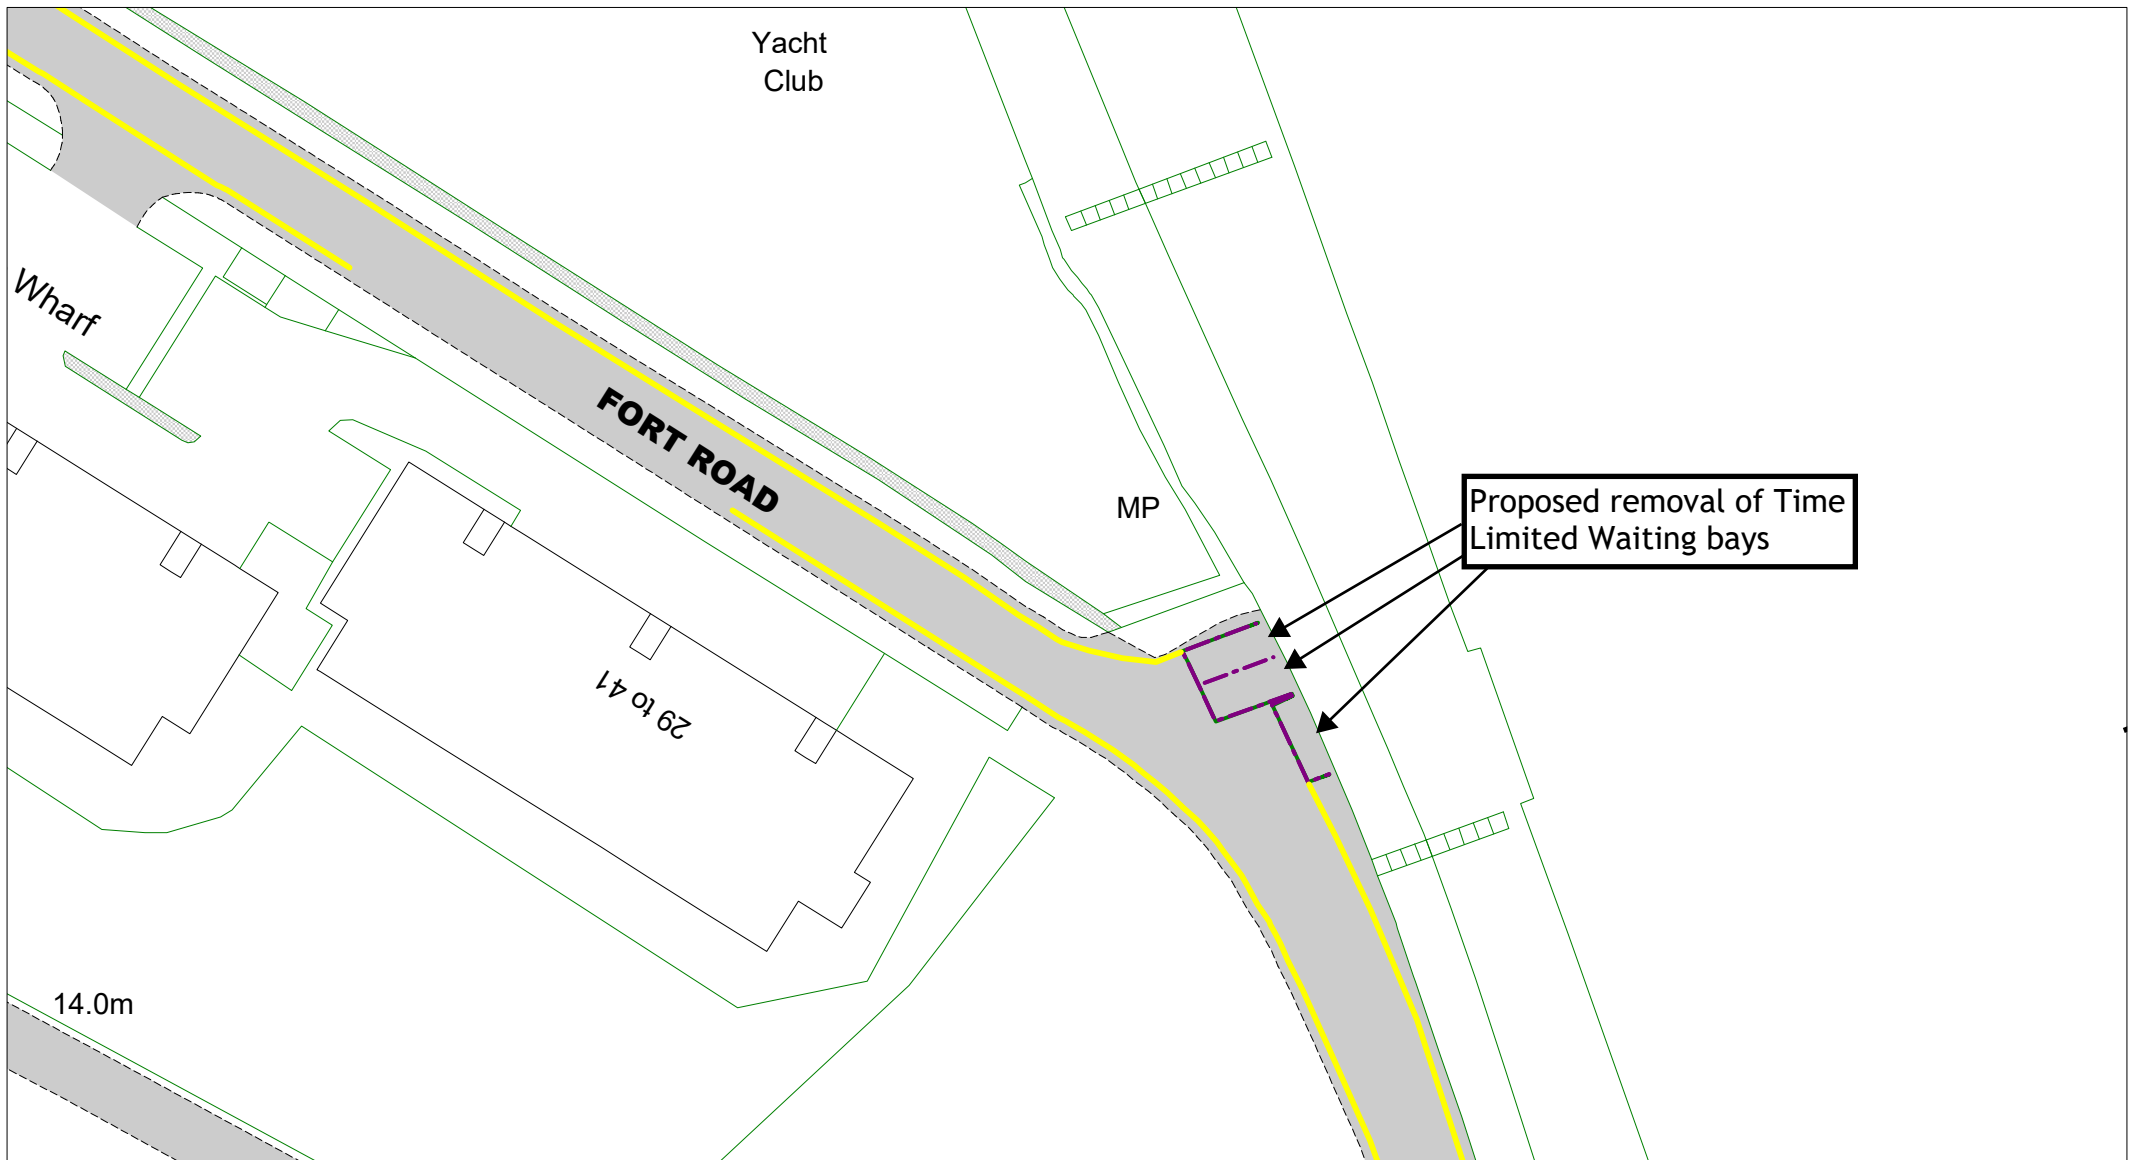 Yacht
Club
Wharf
FORT ROAD
MP
Proposed removal of Time
Limited Waiting bays
29 to 41
14.0m